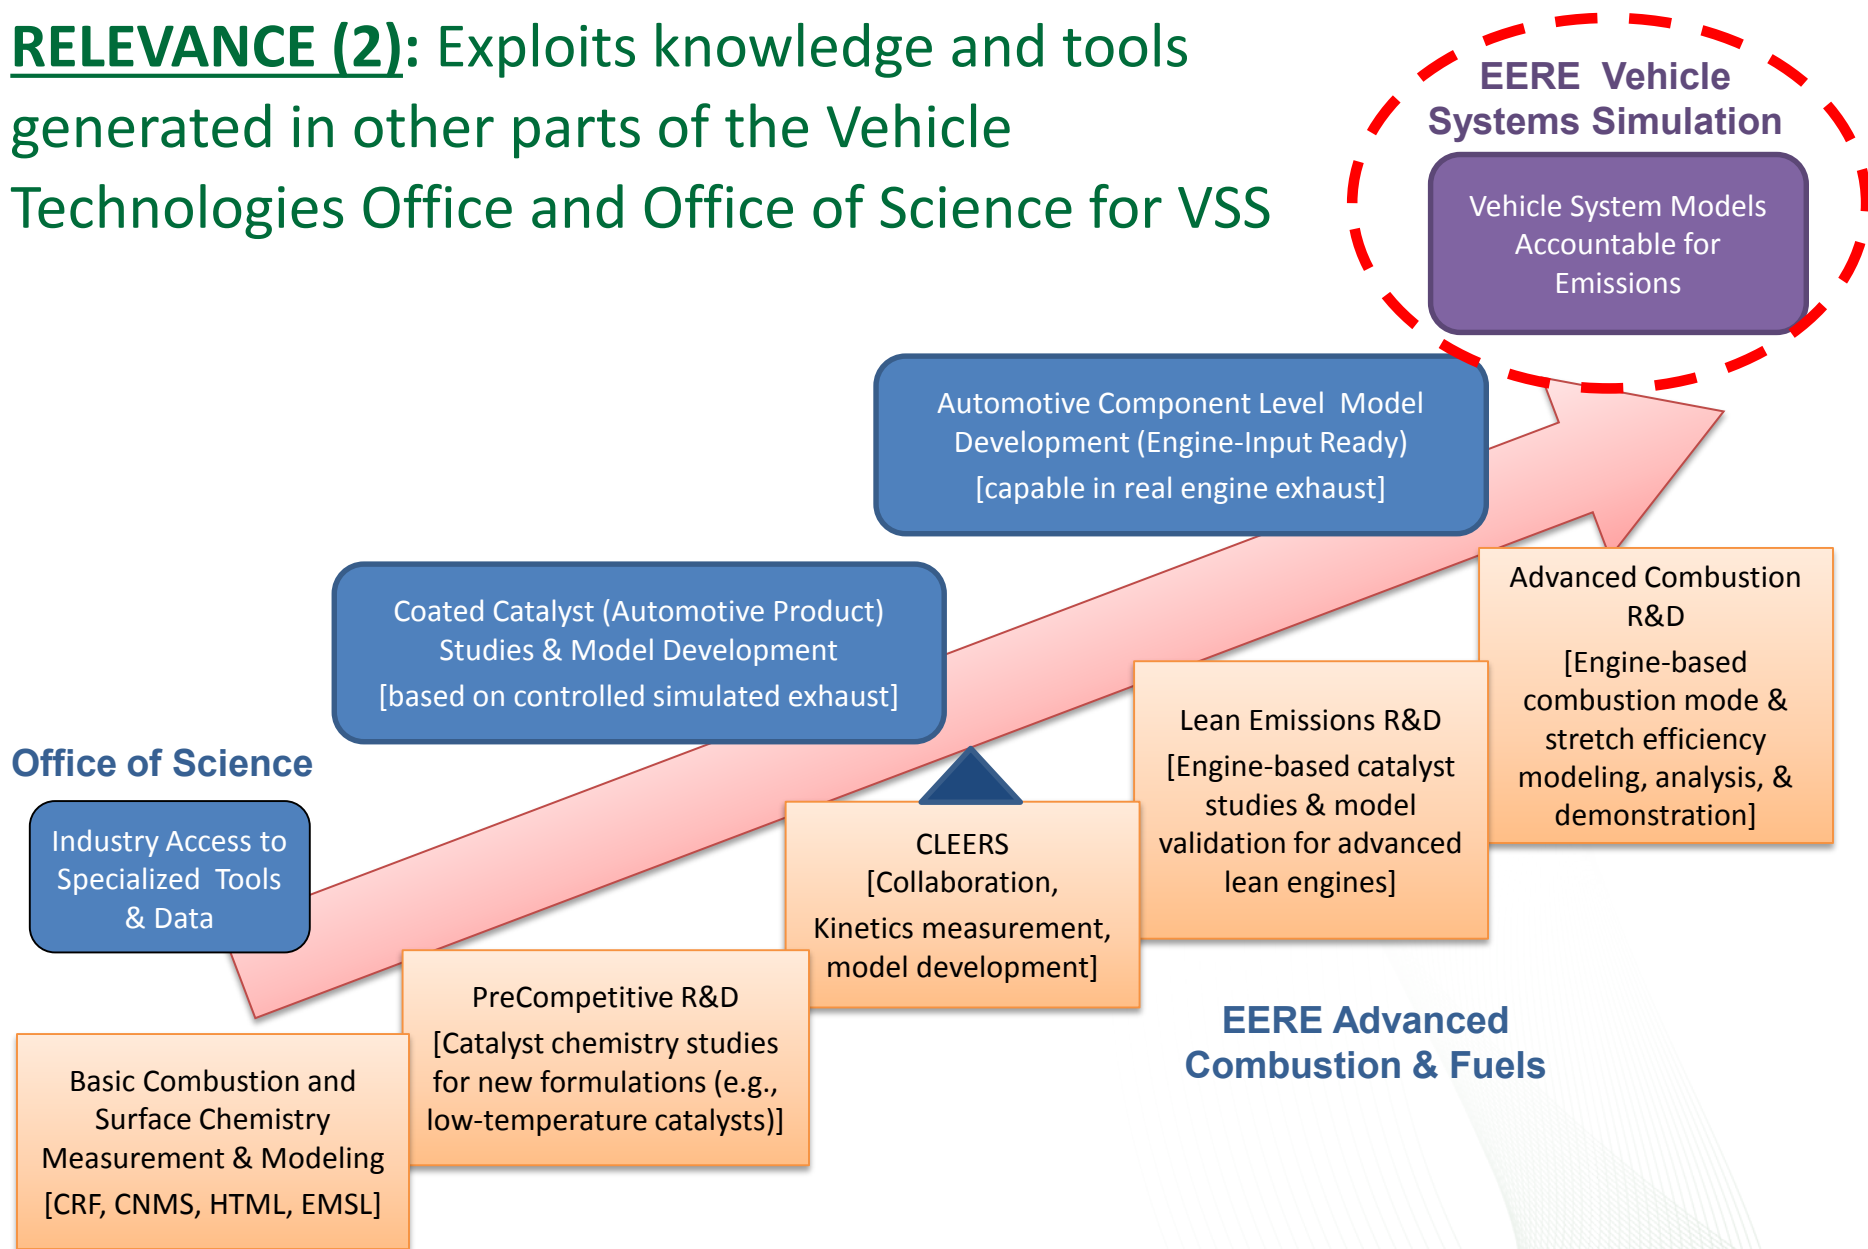 RELEVANCE (2): Exploits knowledge and tools
generated in other parts of the Vehicle
Technologies Office and Office of Science for VSS
EERE Vehicle
Systems Simulation
Vehicle System Models
Accountable for
Emissions
Automotive Component Level Model
Development (Engine-Input Ready)
[capable in real engine exhaust]
Coated Catalyst (Automotive Product)
Studies & Model Development
[based on controlled simulated exhaust]
Office of Science
Industry Access to
Specialized Tools
& Data
Basic Combustion and
Surface Chemistry
Measurement & Modeling
[CRF, CNMS, HTML, EMSL]
PreCompetitive R&D
[Catalyst chemistry studies
for new formulations (e.g.,
low-temperature catalysts)]
CLEERS
[Collaboration,
Kinetics measurement,
model development]
Lean Emissions R&D
[Engine-based catalyst
studies & model
validation for advanced
lean engines]
Advanced Combustion
R&D
[Engine-based
combustion mode &
stretch efficiency
modeling, analysis, &
demonstration]
EERE Advanced
Combustion & Fuels